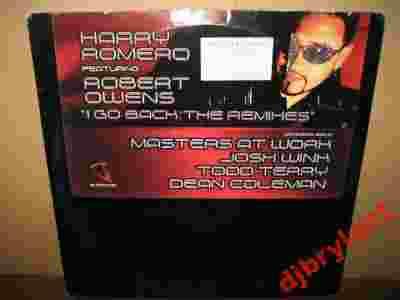 HARRY
ROMERO
FEATURING
ROBERT
OWENS
"I GO BACK: THE REMIXES"
MASTERS AT WORK
JOSH WINK
TODD TERRY
DEAN COLEMAN
djbrylant